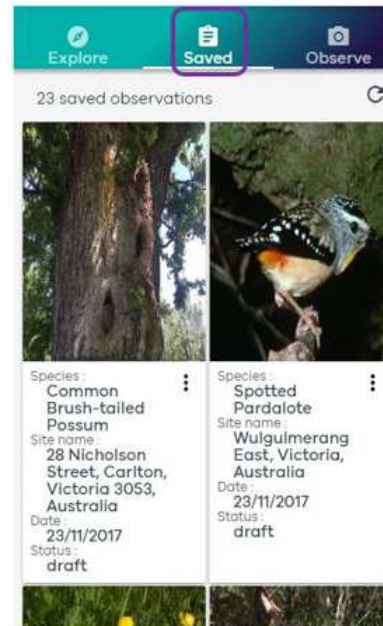 Explore
Saved
Observe
23 saved observations
Species :
Common
Brush-tailed
Possum
Site name :
28 Nicholson
Street, Carlton,
Victoria 3053,
Australia
Date :
23/11/2017
Status :
draft
Species :
Spotted
Pardalote
Site name :
Wulgulmerang
East, Victoria,
Australia
Date :
23/11/2017
Status :
draft